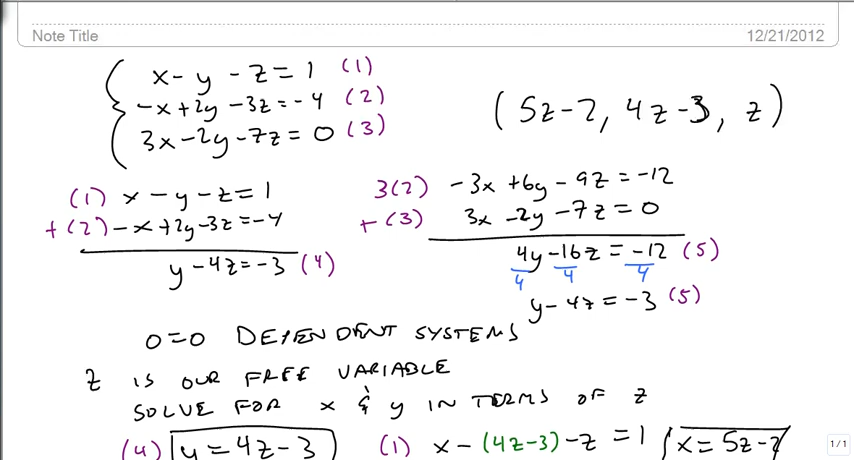 Note Title 12/21/2012
x - y - z = 1 (1)
-x + 2y - 3z = -4 (2)
3x - 2y - 7z = 0 (3)
(5z-2, 4z-3, z)
(1) x - y - z = 1
+(2) -x + 2y - 3z = -4
y - 4z = -3 (4)
3(2) -3x + 6y - 9z = -12
+(3) 3x - 2y - 7z = 0
4y - 16z = -12 (5)
4 4 4
y - 4z = -3 (5)
0=0 DEPENDENT SYSTEMS
z IS OUR FREE VARIABLE
SOLVE FOR x & y IN TERMS OF z
(4) y = 4z - 3 (1) x - (4z-3) - z = 1 x = 5z - 2
1/1